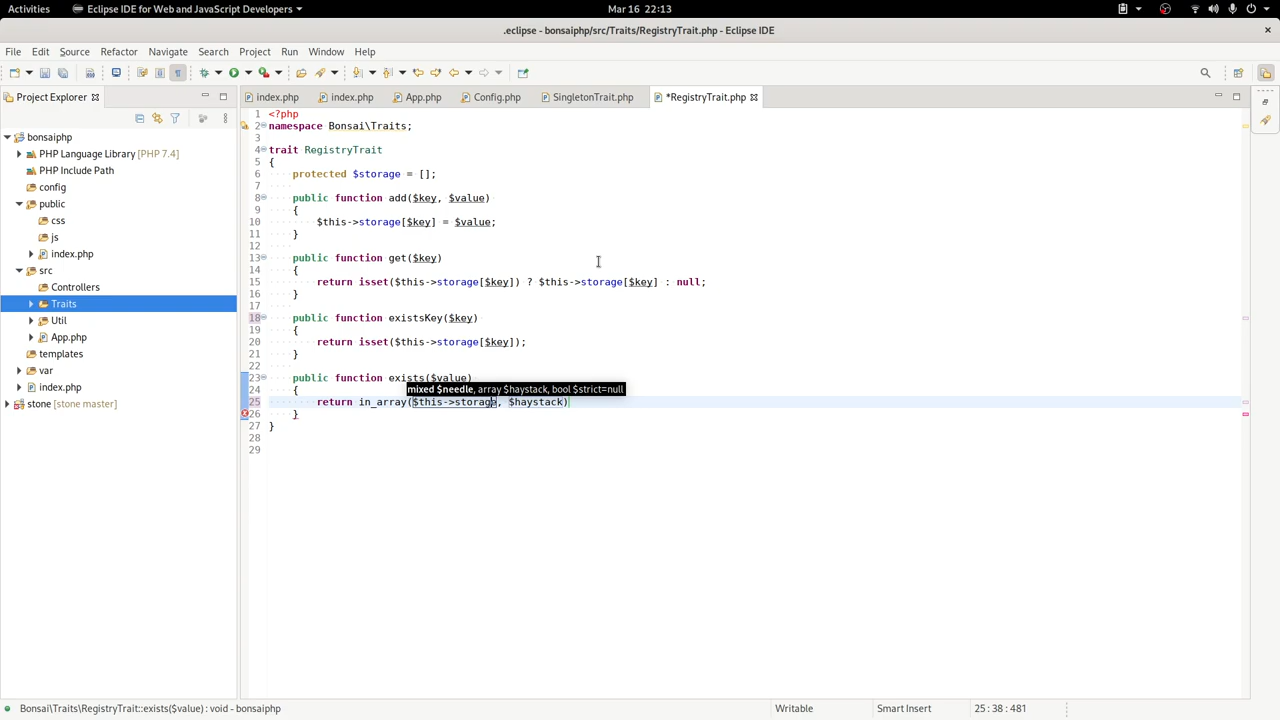 Activities Eclipse IDE for Web and JavaScript Developers Mar 16 22:13
.eclipse - bonsaiphp/src/Traits/RegistryTrait.php - Eclipse IDE
File Edit Source Refactor Navigate Search Project Run Window Help
Project Explorer index.php index.php App.php Config.php SingletonTrait.php *RegistryTrait.php
bonsaiphp
PHP Language Library [PHP 7.4]
PHP Include Path
config
public
css
js
index.php
src
Controllers
Traits
Util
App.php
templates
var
index.php
stone [stone master]
1 <?php
2 namespace Bonsai\Traits;
3
4 trait RegistryTrait
5 {
6 protected $storage = [];
7
8 public function add($key, $value)
9 {
10 $this->storage[$key] = $value;
11 }
12
13 public function get($key)
14 {
15 return isset($this->storage[$key]) ? $this->storage[$key] : null;
16 }
17
18 public function existsKey($key)
19 {
20 return isset($this->storage[$key]);
21 }
22
23 public function exists($value)
24 {
mixed $needle, array $haystack, bool $strict=null
25 return in_array($this->storage, $haystack)
26 }
27 }
28
29
Bonsai\Traits\RegistryTrait::exists($value) : void - bonsaiphp Writable Smart Insert 25 : 38 : 481